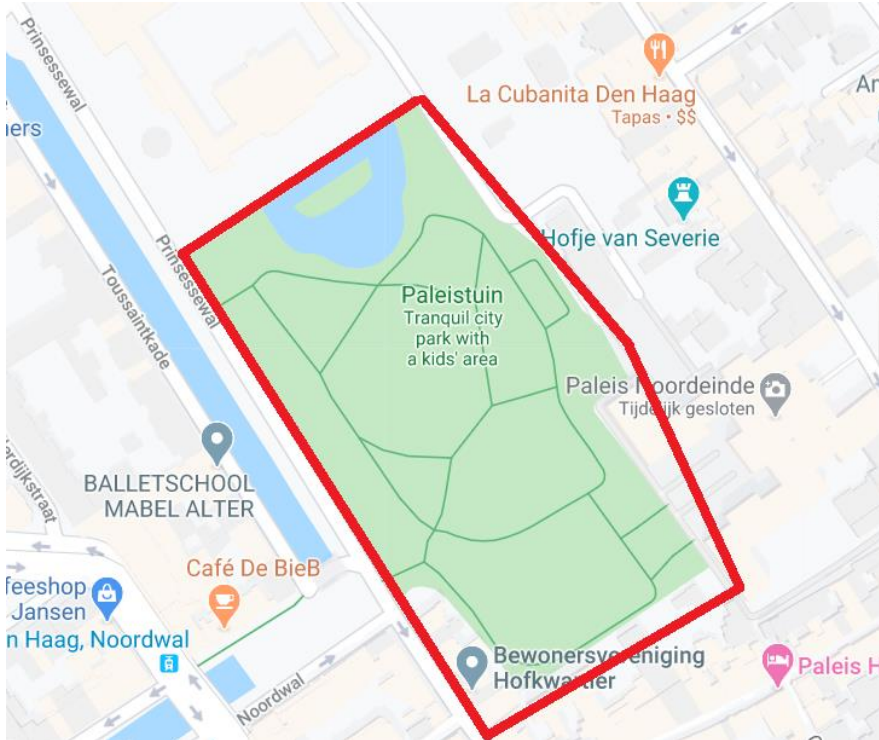 Prinsessewal
La Cubanita Den Haag
Tapas • $$
Hofje van Severie
Prinsessewal
Toussaintkade
Paleistuin
Tranquil city
park with
a kids' area
Paleis Noordeinde
Tijdelijk gesloten
BALLETSCHOOL
MABEL ALTER
Café De BieB
feeshop
Jansen
n Haag, Noordwal
Noordwal
Bewonersvereniging
Hofkwartier
Paleis H